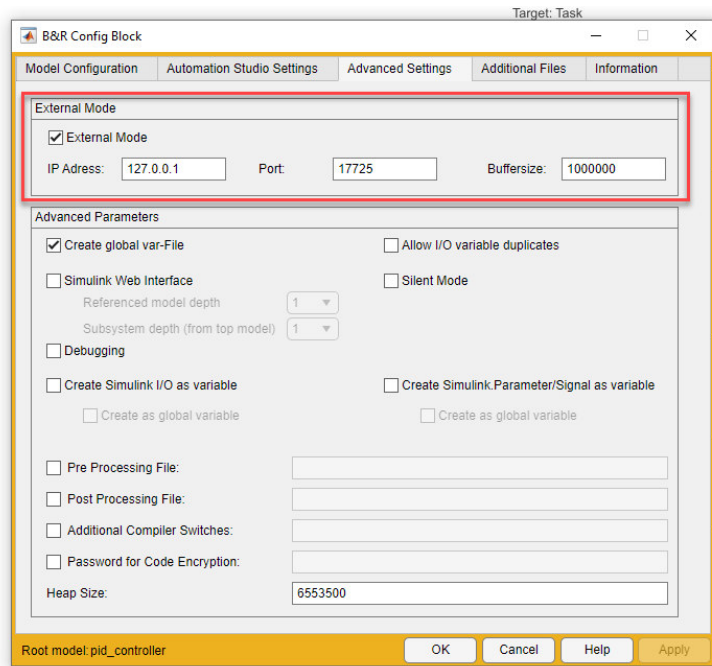 Target: Task
B&R Config Block
Model Configuration Automation Studio Settings Advanced Settings Additional Files Information
External Mode
External Mode
IP Adress: 127.0.0.1 Port: 17725 Buffersize: 1000000
Advanced Parameters
Create global var-File Allow I/O variable duplicates
Simulink Web Interface Silent Mode
Referenced model depth 1
Subsystem depth (from top model) 1
Debugging
Create Simulink I/O as variable Create Simulink.Parameter/Signal as variable
Create as global variable Create as global variable
Pre Processing File:
Post Processing File:
Additional Compiler Switches:
Password for Code Encryption:
Heap Size: 6553500
Root model: pid_controller OK Cancel Help Apply